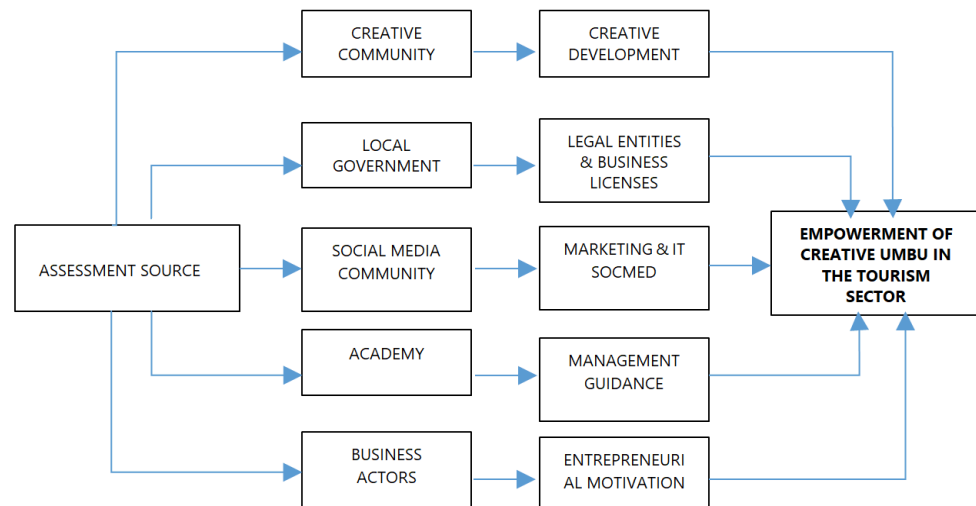 CREATIVE
COMMUNITY
CREATIVE
DEVELOPMENT
LOCAL
GOVERNMENT
LEGAL ENTITIES
& BUSINESS
LICENSES
ASSESSMENT SOURCE
SOCIAL MEDIA
COMMUNITY
MARKETING & IT
SOCMED
EMPOWERMENT OF
CREATIVE UMBU IN
THE TOURISM
SECTOR
ACADEMY
MANAGEMENT
GUIDANCE
BUSINESS
ACTORS
ENTREPRENEURI
AL MOTIVATION